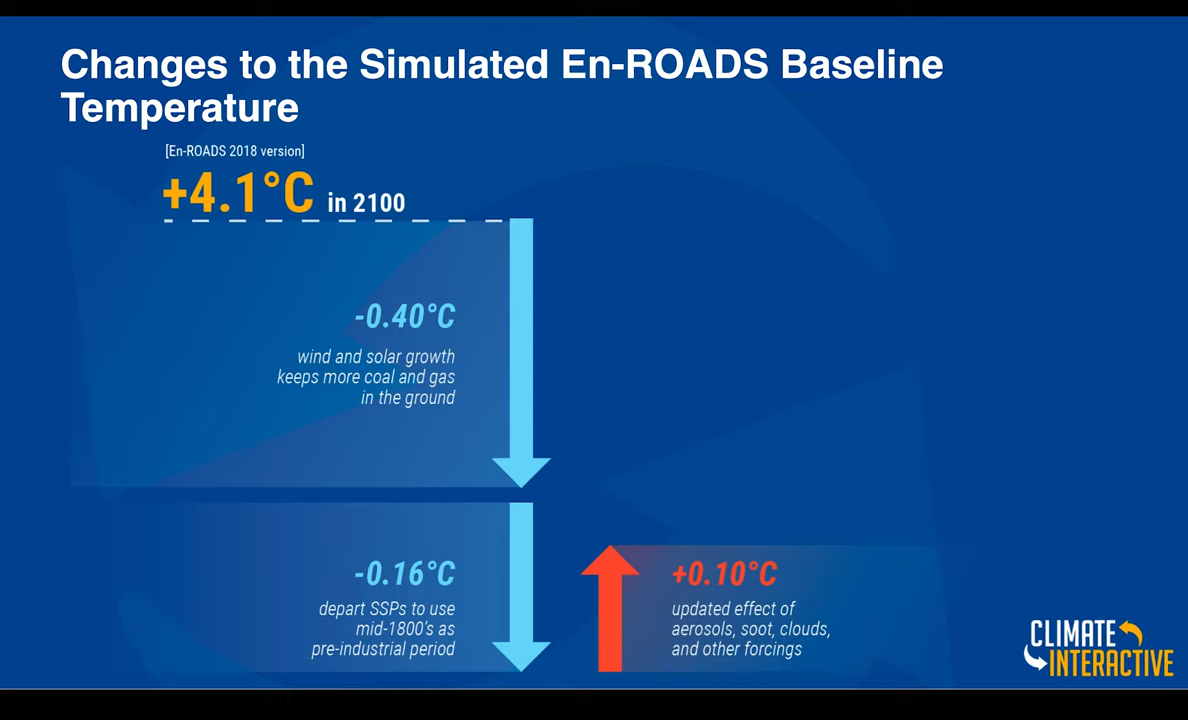 Changes to the Simulated En-ROADS Baseline
Temperature
[En-ROADS 2018 version]
+4.1°C in 2100
-0.40°C
wind and solar growth
keeps more coal and gas
in the ground
-0.16°C
depart SSPs to use
mid-1800's as
pre-industrial period
+0.10°C
updated effect of
aerosols, soot, clouds,
and other forcings
CLIMATE
INTERACTIVE